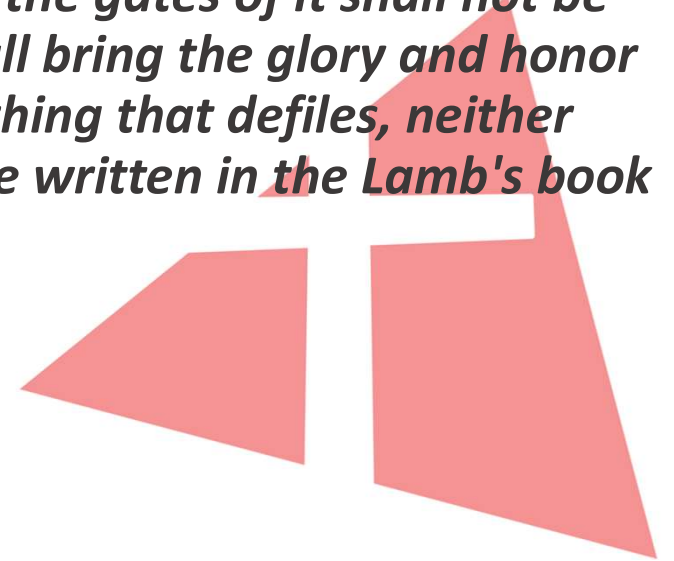 the gates of it shall not be
ll bring the glory and honor
hing that defiles, neither
e written in the Lamb's book